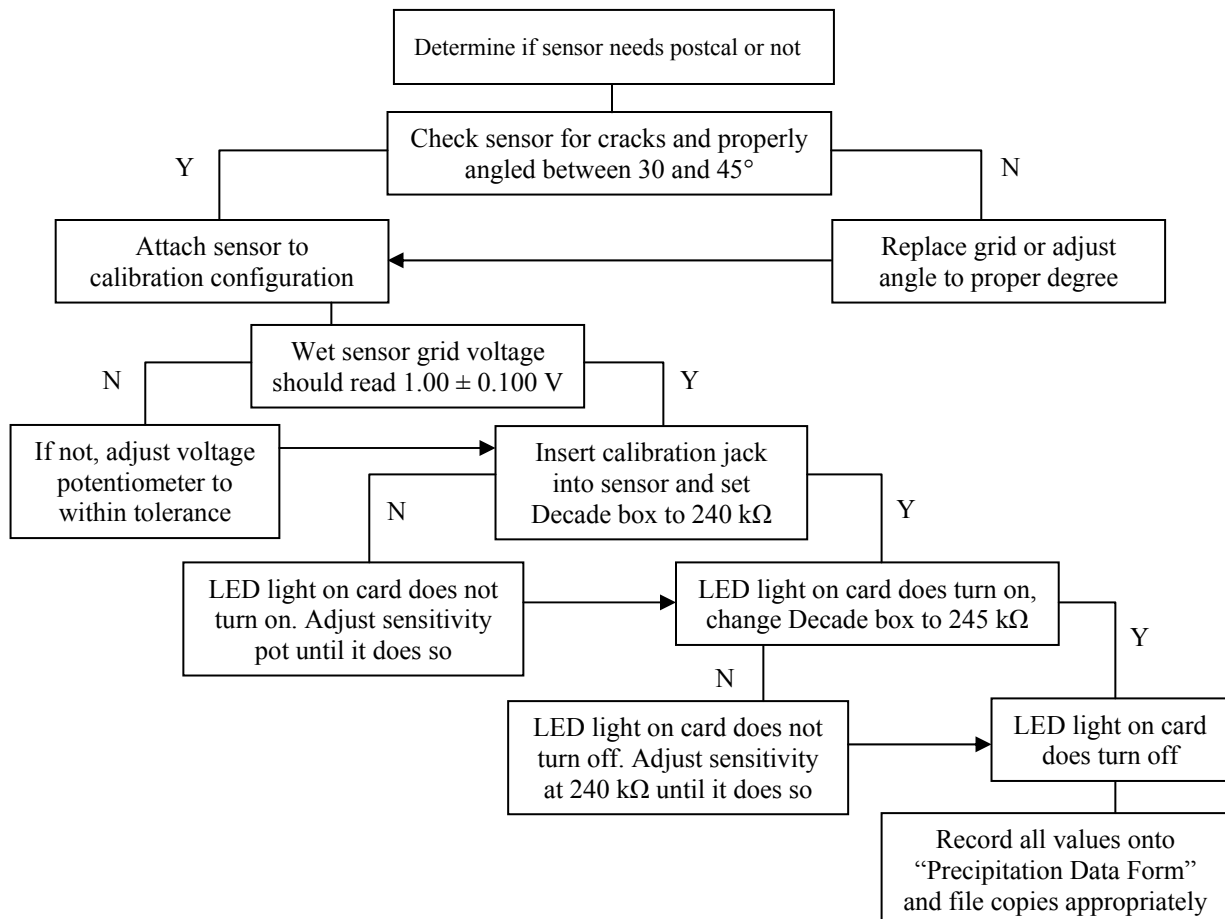 Determine if sensor needs postcal or not
Check sensor for cracks and properly
angled between 30 and 45°
Y
N
Attach sensor to
calibration configuration
Replace grid or adjust
angle to proper degree
Wet sensor grid voltage
should read 1.00 ± 0.100 V
N
Y
If not, adjust voltage
potentiometer to
within tolerance
Insert calibration jack
into sensor and set
Decade box to 240 kΩ
N
Y
LED light on card does not
turn on. Adjust sensitivity
pot until it does so
LED light on card does turn on,
change Decade box to 245 kΩ
N
Y
LED light on card does not
turn off. Adjust sensitivity
at 240 kΩ until it does so
LED light on card
does turn off
Record all values onto
“Precipitation Data Form”
and file copies appropriately